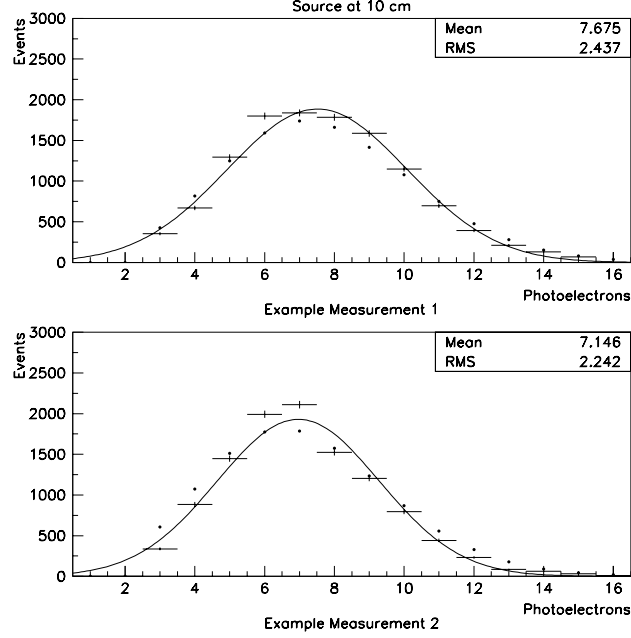 Source at 10 cm
Events
3000
2500
2000
1500
1000
500
0
Mean 7.675
RMS 2.437
2 4 6 8 10 12 14 16
Photoelectrons
Example Measurement 1
Events
3000
2500
2000
1500
1000
500
0
Mean 7.146
RMS 2.242
2 4 6 8 10 12 14 16
Photoelectrons
Example Measurement 2